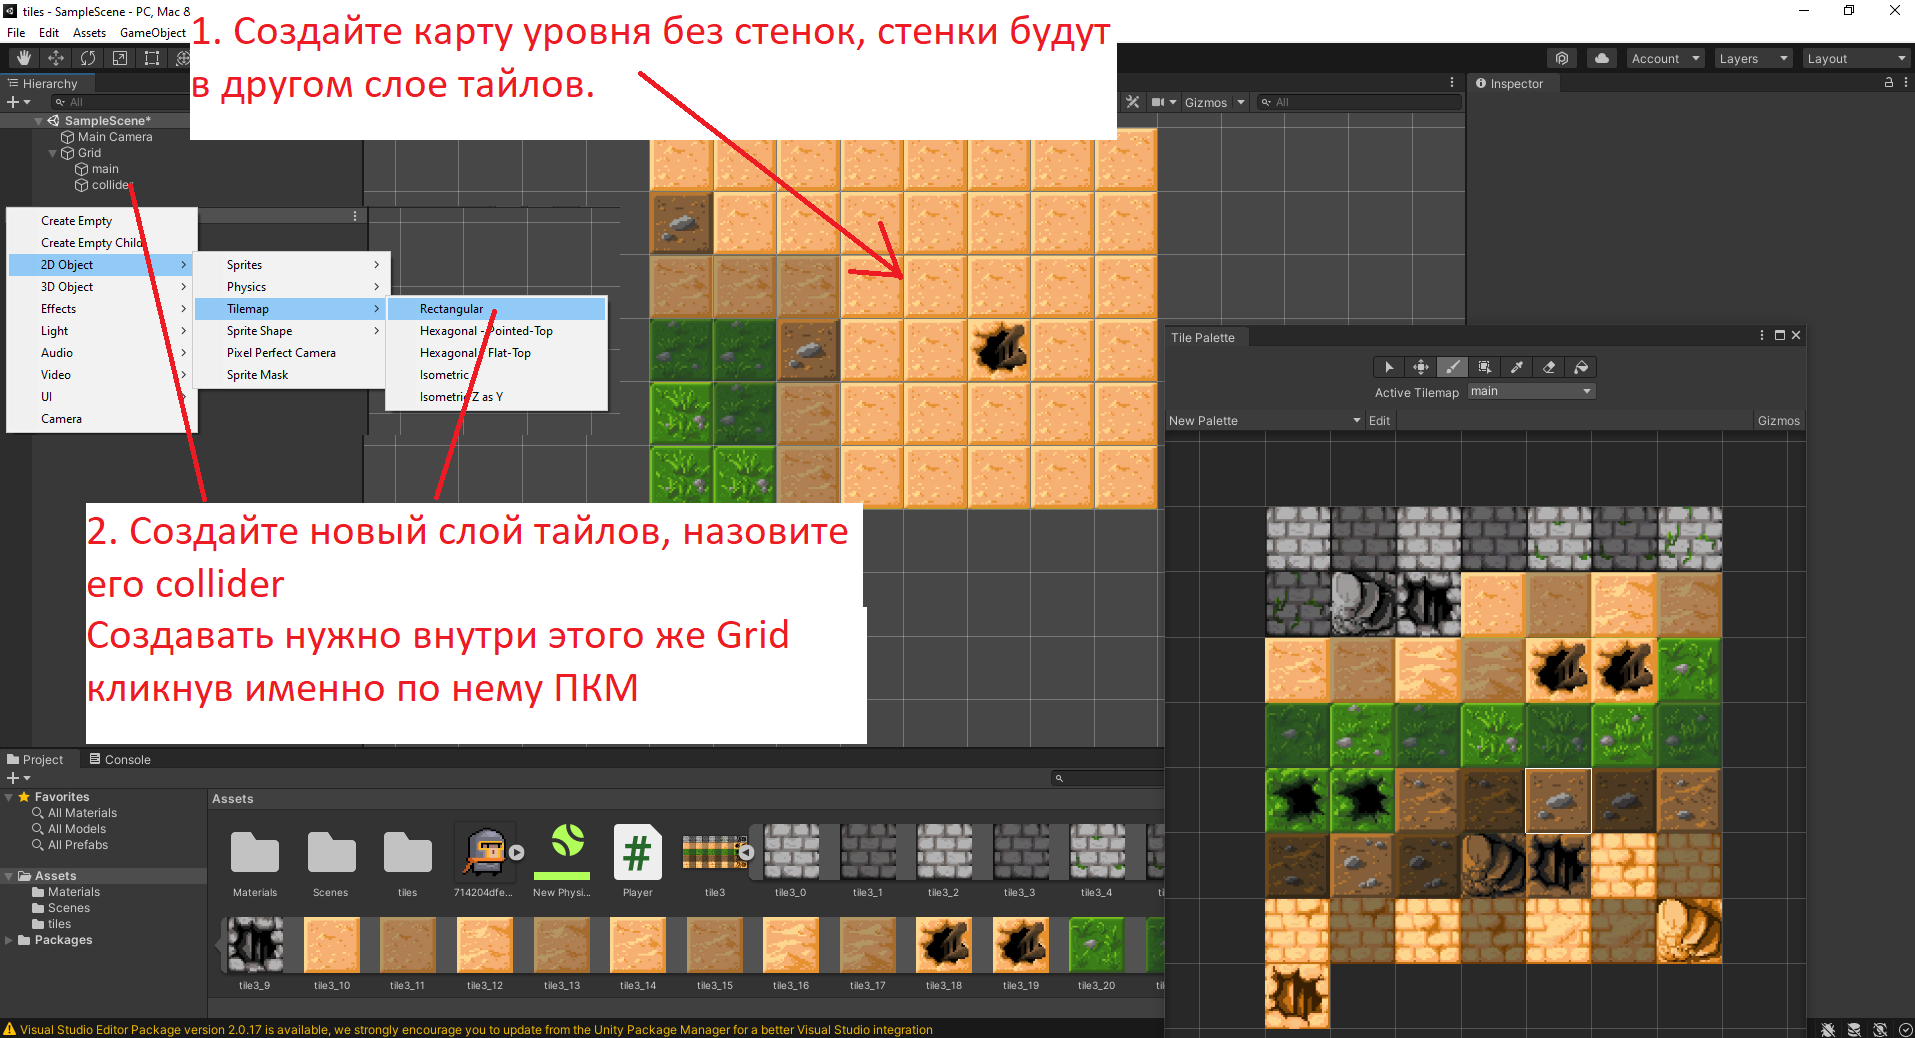 tiles - SampleScene - PC, Mac &
File Edit Assets GameObject
1. Создайте карту уровня без стенок, стенки будут
в другом слое тайлов.
Account Layers Layout
Hierarchy
All
Gizmos All
Inspector
SampleScene*
Main Camera
Grid
main
collider
Create Empty
Create Empty Child
2D Object
3D Object
Effects
Light
Audio
Video
UI
Camera
Sprites
Physics
Tilemap
Sprite Shape
Pixel Perfect Camera
Sprite Mask
Rectangular
Hexagonal - Pointed-Top
Hexagonal - Flat-Top
Isometric
Isometric Z as Y
Tile Palette
Active Tilemap main
New Palette Edit Gizmos
2. Создайте новый слой тайлов, назовите
его collider
Создавать нужно внутри этого же Grid
кликнув именно по нему ПКМ
Project Console
Favorites
All Materials
All Models
All Prefabs
Assets
Materials
Scenes
tiles
Packages
Assets
Materials Scenes tiles 714204dfe... New Physi... Player tile3 tile3_0 tile3_1 tile3_2 tile3_3 tile3_4
tile3_9 tile3_10 tile3_11 tile3_12 tile3_13 tile3_14 tile3_15 tile3_16 tile3_17 tile3_18 tile3_19 tile3_20
Visual Studio Editor Package version 2.0.17 is available, we strongly encourage you to update from the Unity Package Manager for a better Visual Studio integration